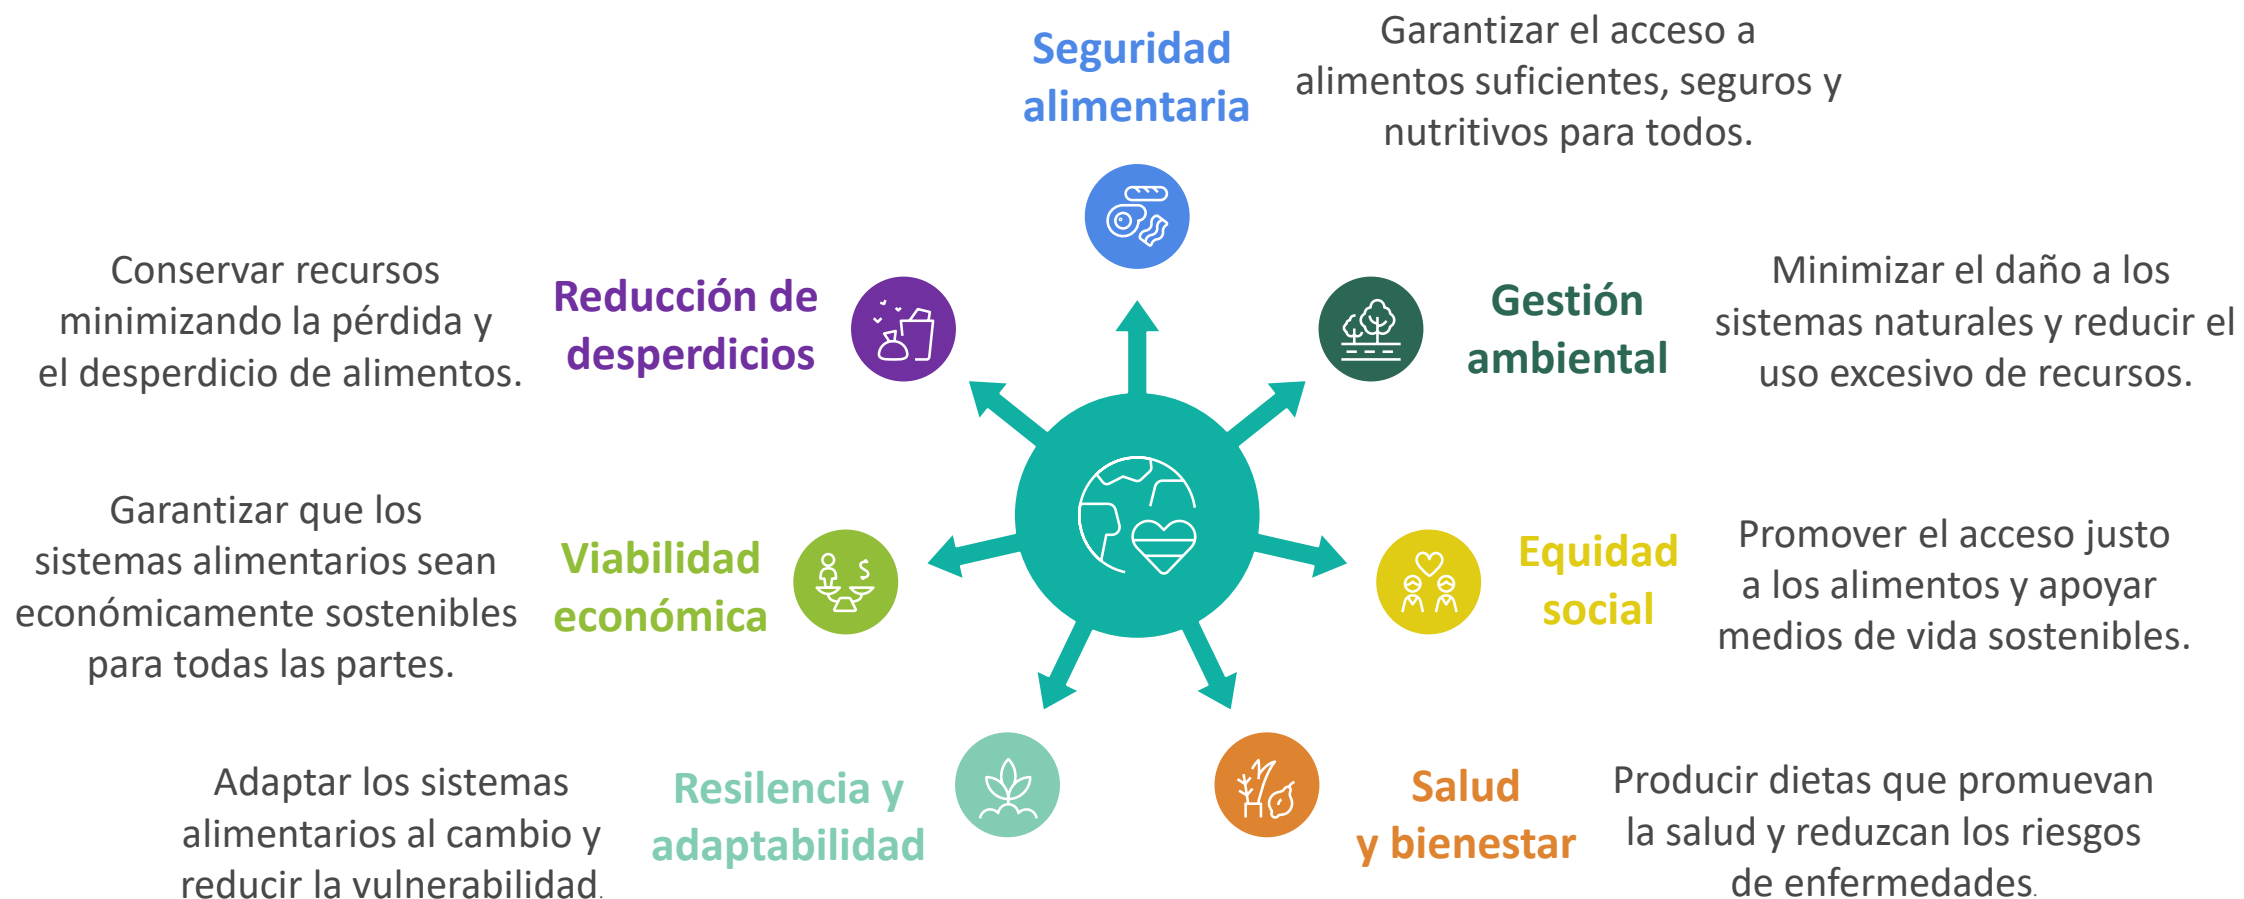 Seguridad
alimentaria
Garantizar el acceso a
alimentos suficientes, seguros y
nutritivos para todos.
Gestión
ambiental
Minimizar el daño a los
sistemas naturales y reducir el
uso excesivo de recursos.
Equidad
social
Promover el acceso justo
a los alimentos y apoyar
medios de vida sostenibles.
Salud
y bienestar
Producir dietas que promuevan
la salud y reduzcan los riesgos
de enfermedades.
Resilencia y
adaptabilidad
Adaptar los sistemas
alimentarios al cambio y
reducir la vulnerabilidad.
Viabilidad
económica
Garantizar que los
sistemas alimentarios sean
económicamente sostenibles
para todas las partes.
Reducción de
desperdicios
Conservar recursos
minimizando la pérdida y
el desperdicio de alimentos.
$